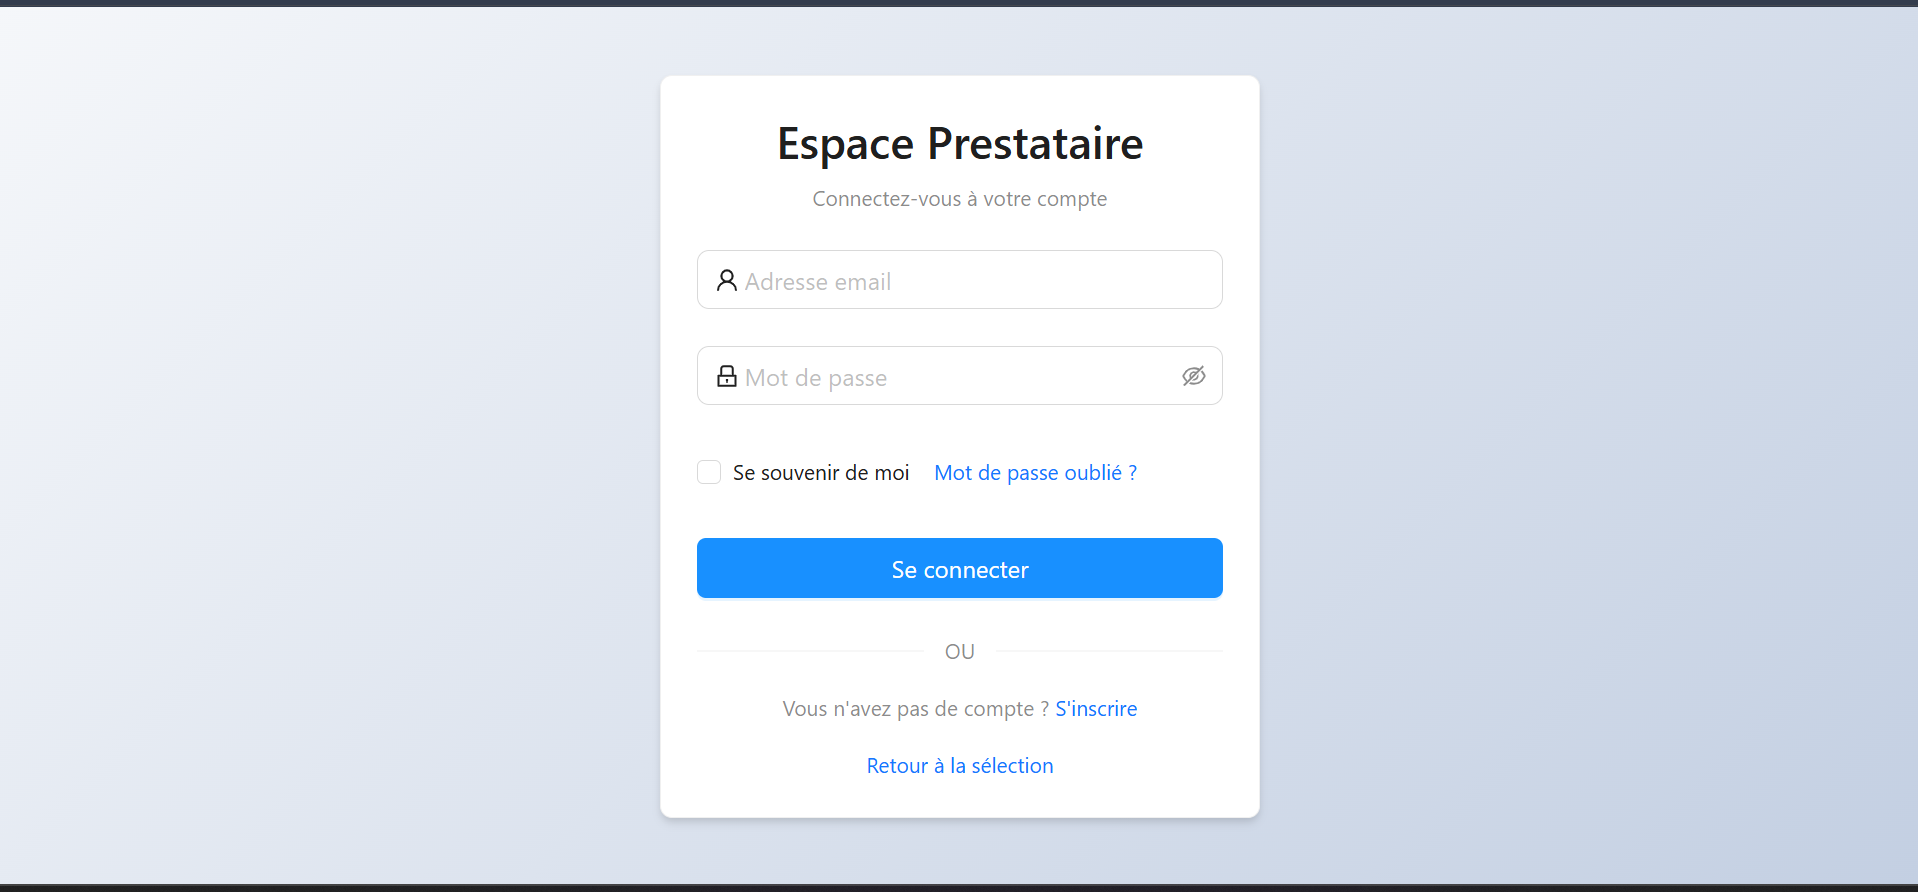 Espace Prestataire
Connectez-vous à votre compte
Adresse email
Mot de passe
Se souvenir de moi Mot de passe oublié ?
Se connecter
OU
Vous n'avez pas de compte ? S'inscrire
Retour à la sélection